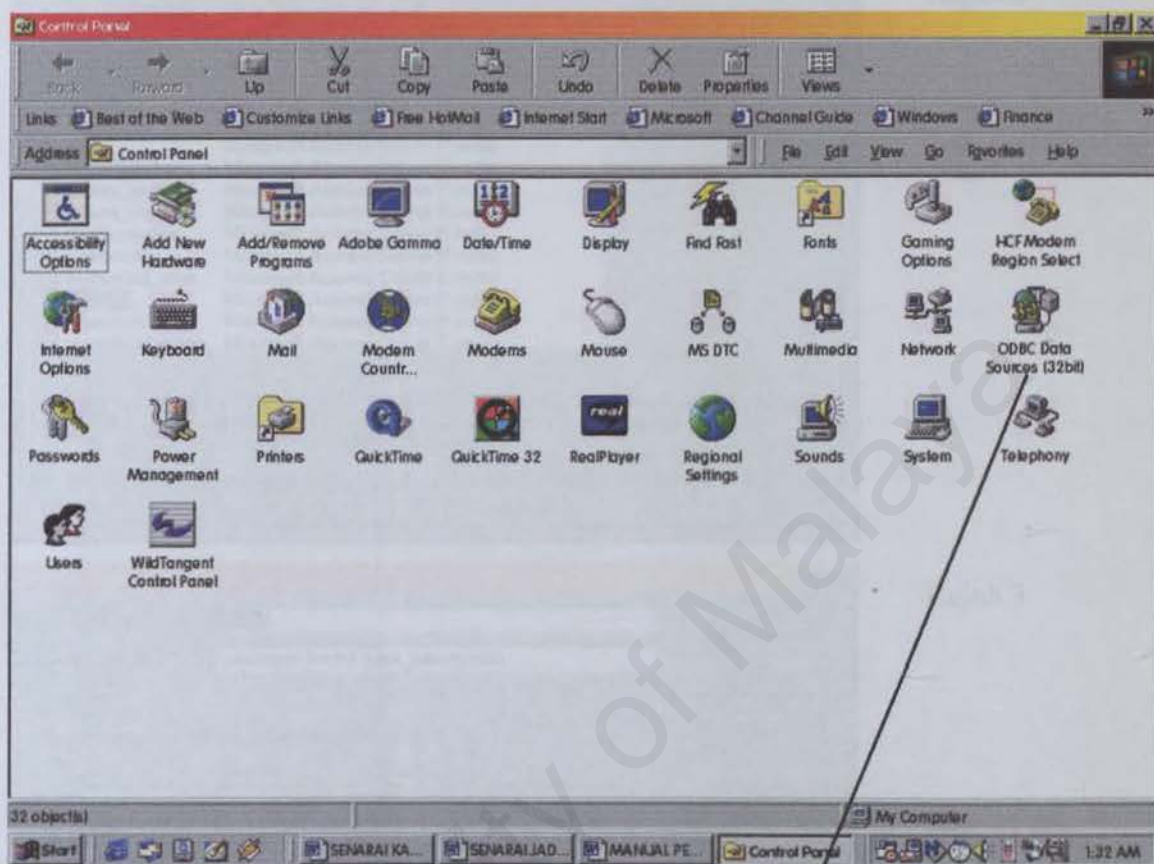 Control Panel
Back Forward Up Cut Copy Paste Undo Delete Properties Views
Links Best of the Web Customize Links Free HotMail Internet Start Microsoft Channel Guide Windows Finance »
Address Control Panel File Edit View Go Favorites Help
Accessibility Options Add New Hardware Add/Remove Programs Adobe Gamma Date/Time Display Find Fast Fonts Gaming Options HCF Modem Region Select
Internet Options Keyboard Mail Modem Countr... Modems Mouse MS DTC Multimedia Network ODBC Data Sources (32bit)
Passwords Power Management Printers QuickTime QuickTime 32 RealPlayer Regional Settings Sounds System Telephony
Users WildTangent Control Panel
32 object(s) My Computer
Start SENARAI KA... SENARAI JAD... MANUAL PE... Control Panel 1:32 AM
University of Malaya